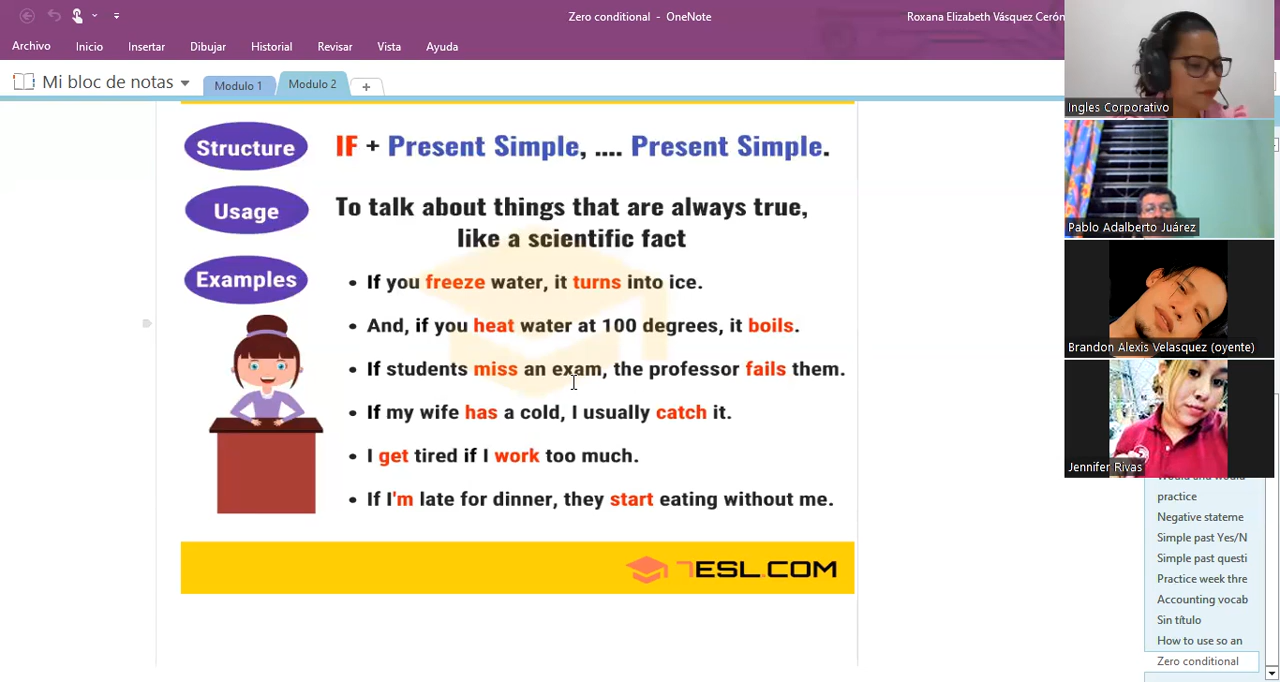 Zero conditional - OneNote
Roxana Elizabeth Vásquez Cerón
Archivo Inicio Insertar Dibujar Historial Revisar Vista Ayuda
Mi bloc de notas Modulo 1 Modulo 2 +
Structure IF + Present Simple, .... Present Simple.
Usage To talk about things that are always true,
like a scientific fact
Examples
• If you freeze water, it turns into ice.
• And, if you heat water at 100 degrees, it boils.
• If students miss an exam, the professor fails them.
• If my wife has a cold, I usually catch it.
• I get tired if I work too much.
• If I'm late for dinner, they start eating without me.
7ESL.COM
Ingles Corporativo
Pablo Adalberto Juárez
Brandon Alexis Velasquez (oyente)
Jennifer Rivas
practice
Negative stateme
Simple past Yes/N
Simple past questi
Practice week thre
Accounting vocab
Sin título
How to use so an
Zero conditional